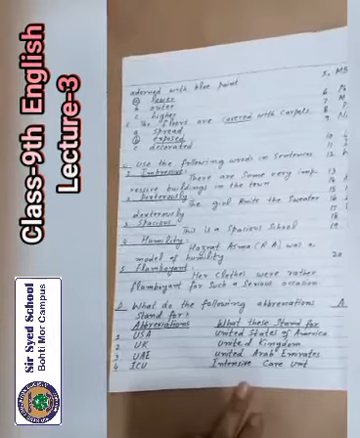 Class-9th English
Lecture-3
Sir Syed School
Bohti Mor Campus
adorned with blue paint
a lower
b outer
c higher
The floors are covered with carpets.
a spread
b exposed
c decorated
C. Use the following words in sentences
1 Impressive:
There are Some very imp-
ressive buildings in the town
2 Dexterously
The girl knits the Sweater
dexterously
3 Spacious:
This is a Spacious School
4 Humility:
Hazrat Asma (R.A) was a
model of humility
5 Flamboyant:
Her Clothes were rather
flamboyant for Such a Serious occasion
D. What do the following abbreviations
Stand for?
Abbreviations What these Stand for
1 USA United States of America
2 UK United Kingdom
3 UAE United Arab Emirates
4 ICU Intensive Care Unit